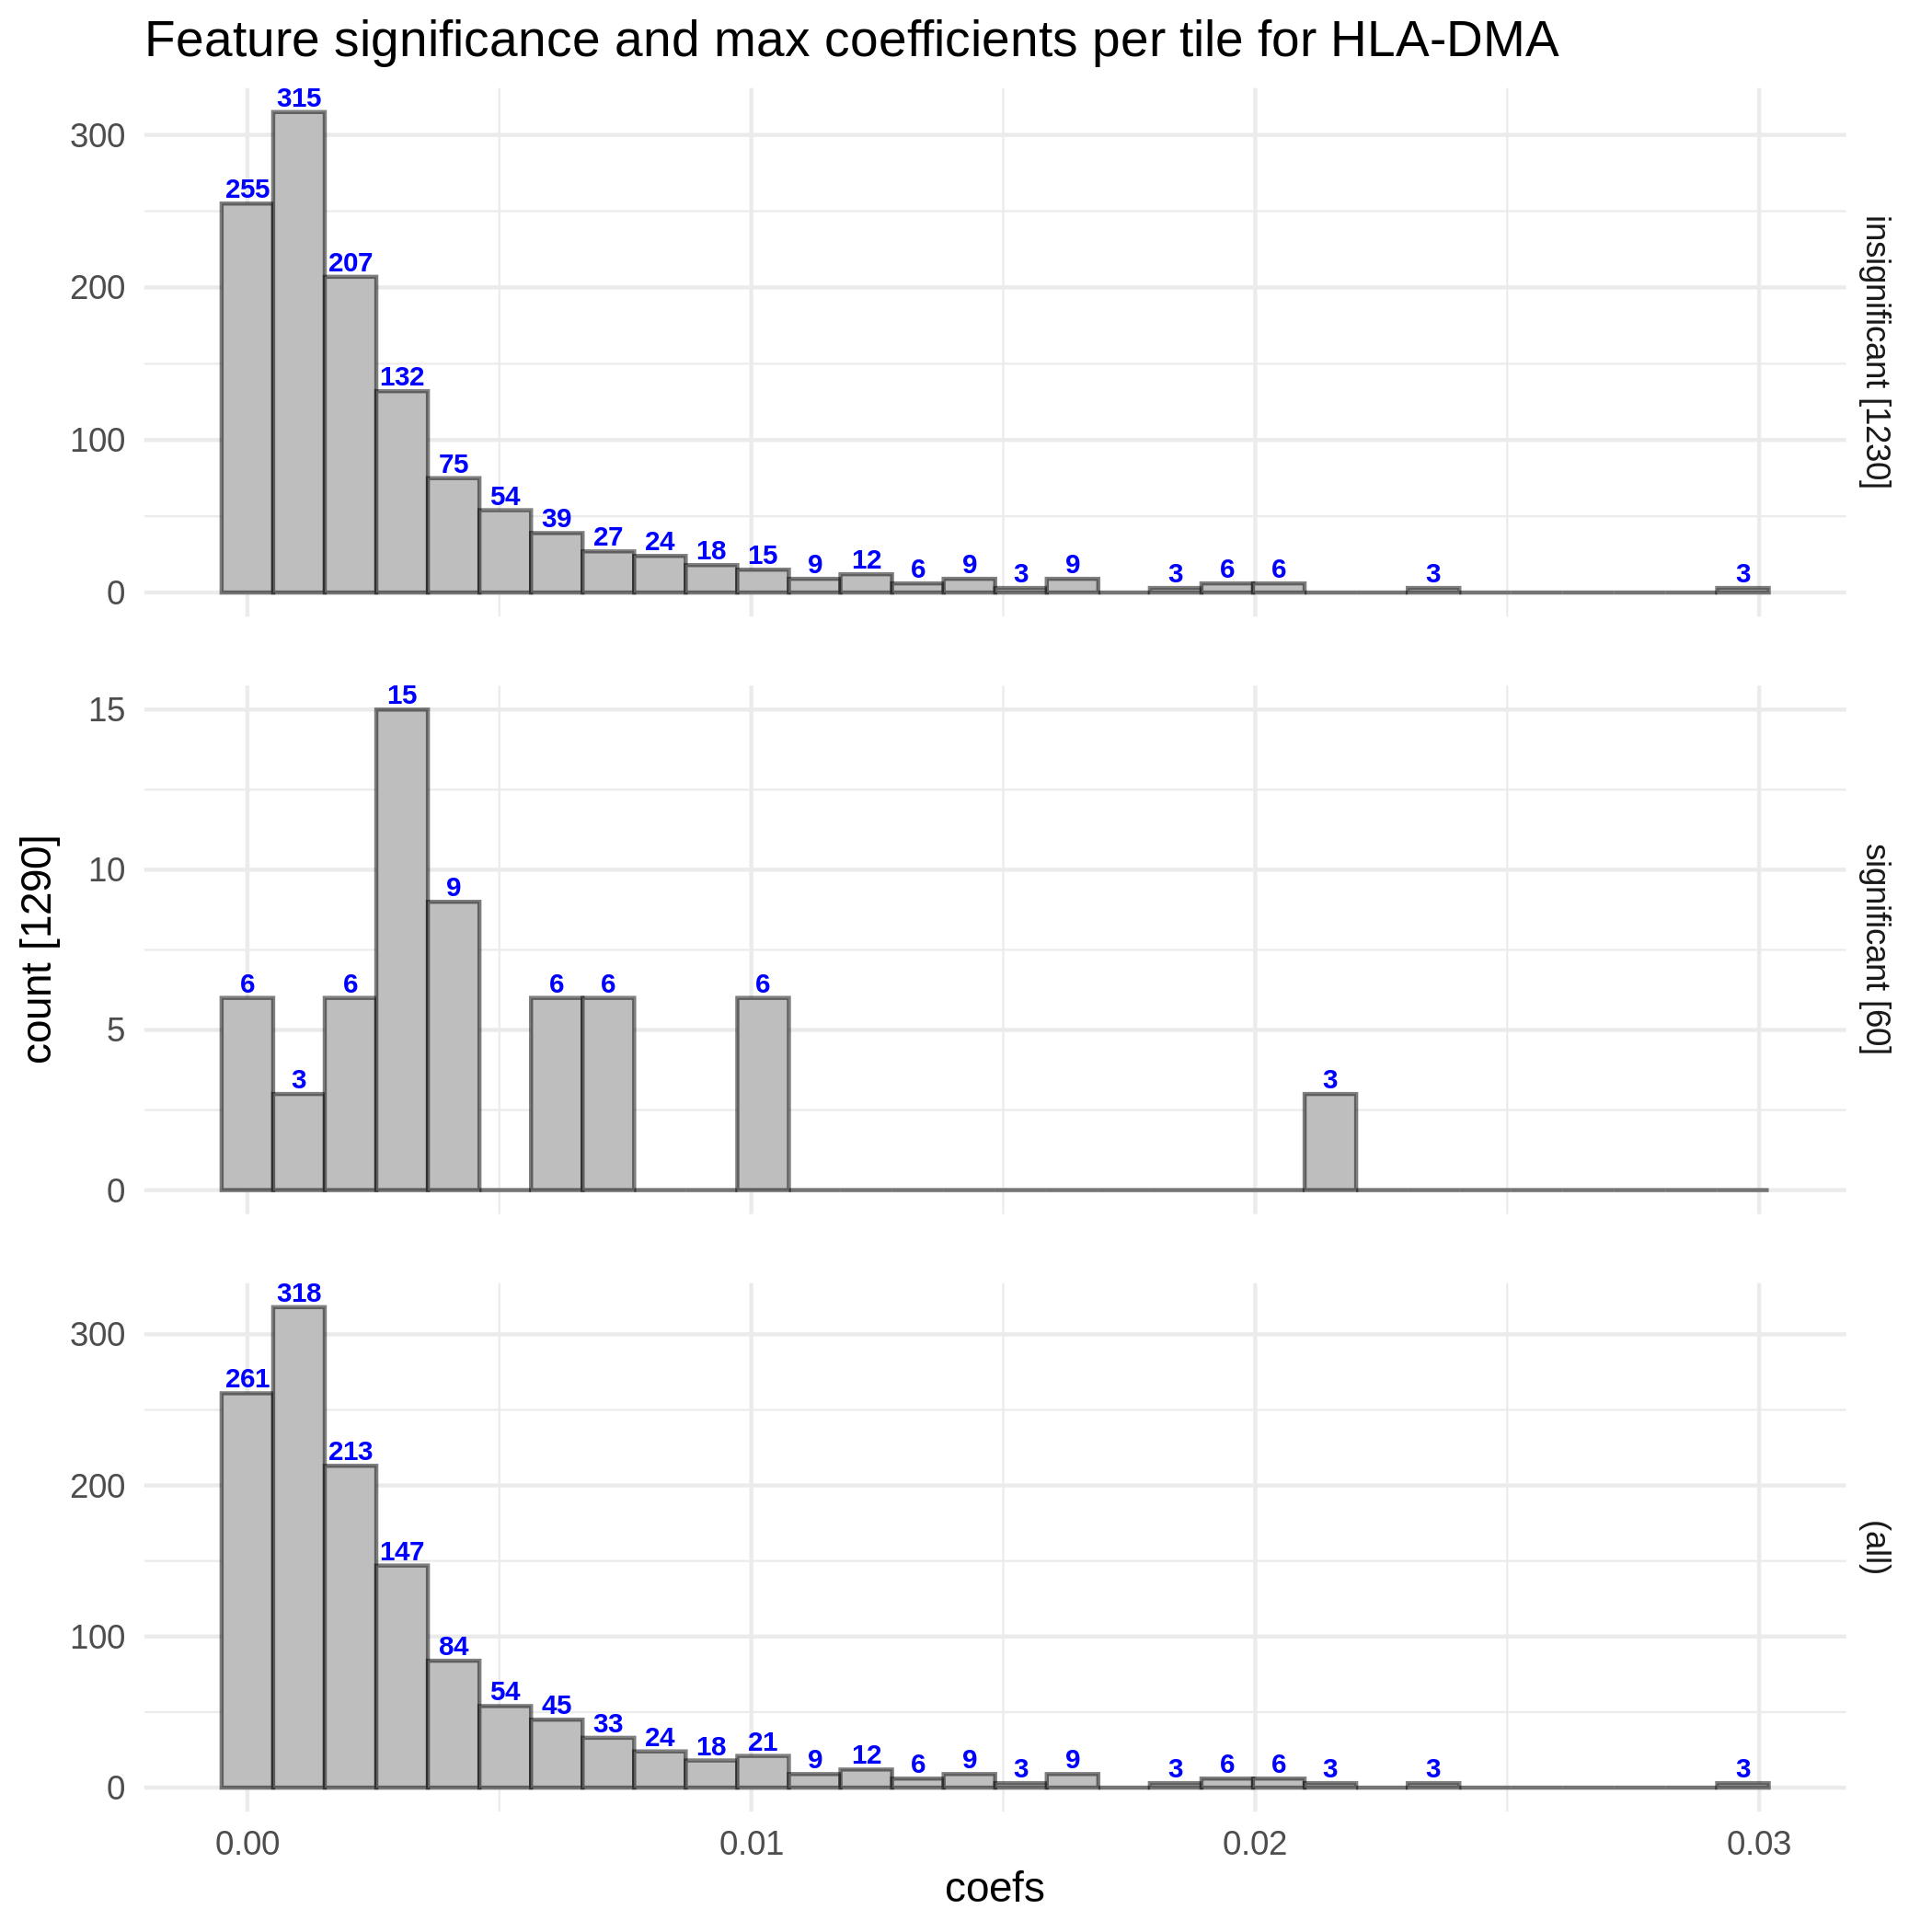 Feature significance and max coefficients per tile for HLA-DMA
315
300
255
207
200
132
100
75
54
39
27 24 18 15 9 12 6 9 3 9 3 6 6 3 3
0
insignificant [1230]
15
15
10
9
6 6 6 6 6
5
3 3
0
significant [60]
count [1290]
318
300
261
213
200
147
100
84
54
45
33 24 18 21 9 12 6 9 3 9 3 6 6 3 3 3
0
(all)
0.00 0.01 0.02 0.03
coefs